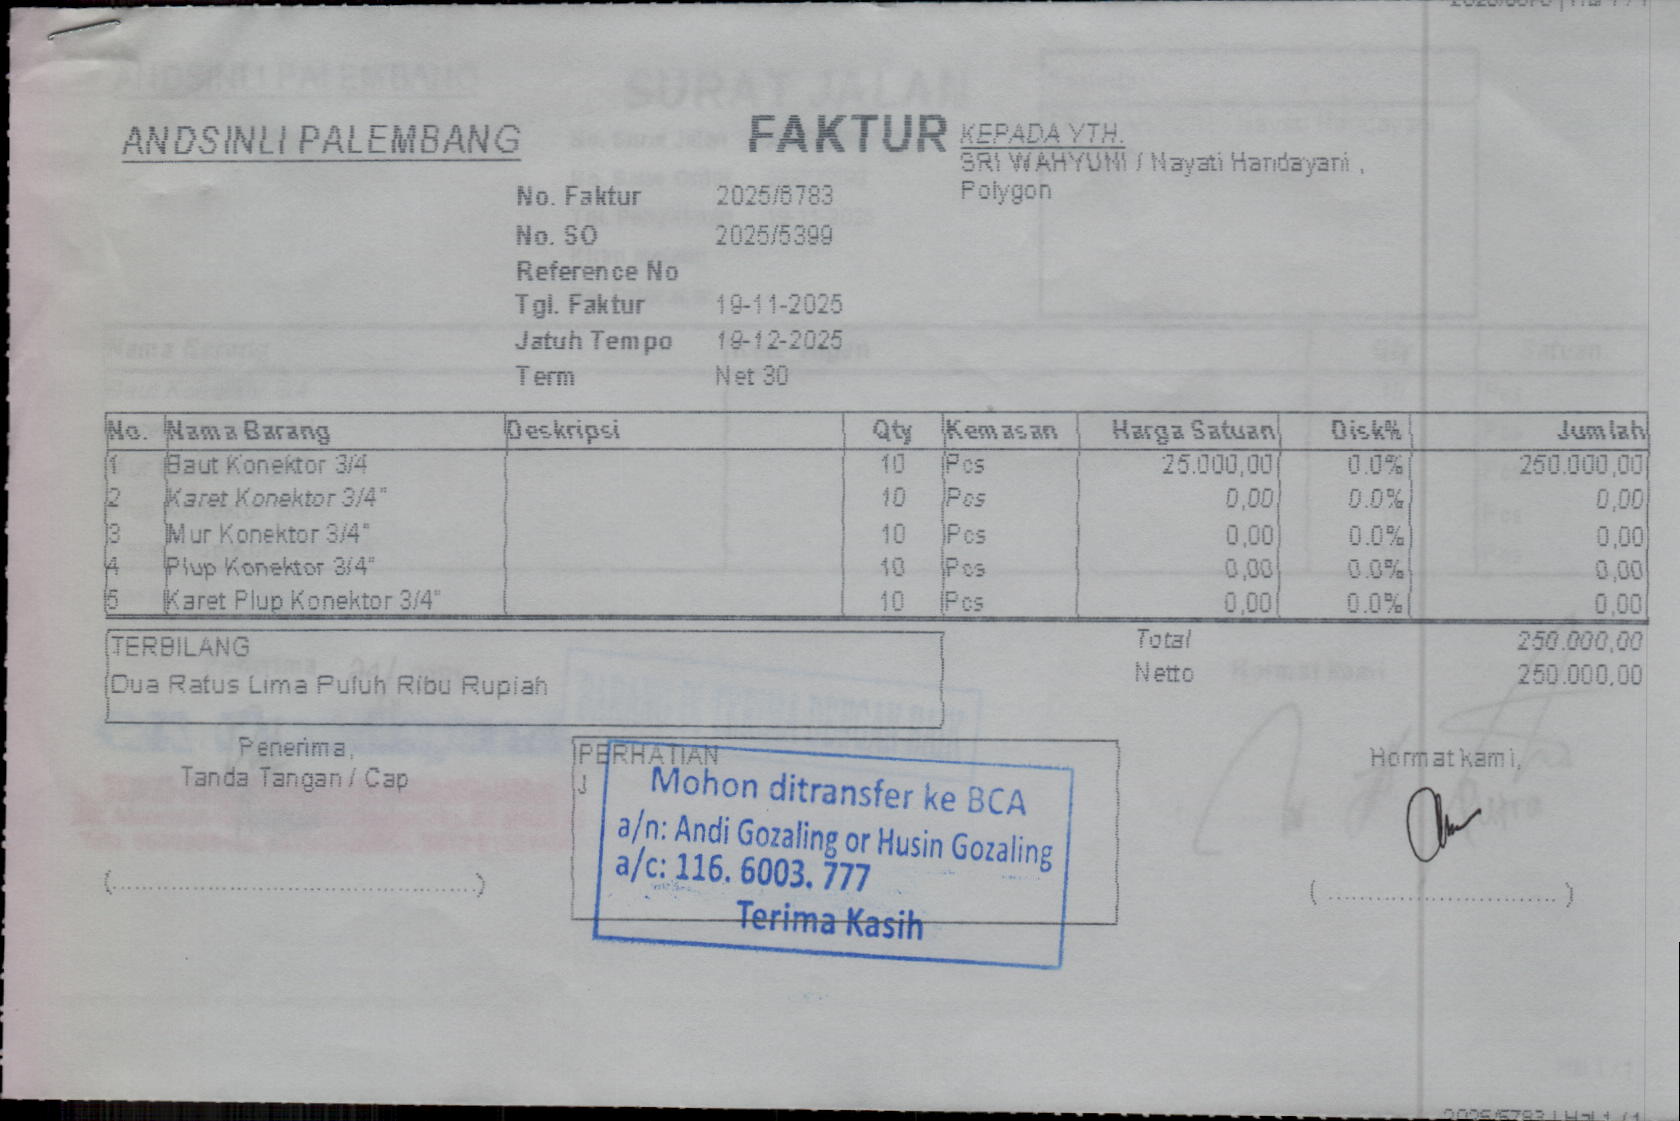 ANDSINLI PALEMBANG
FAKTUR
KEPADA YTH.
SRI WAHYUNI / Nayati Handayani ,
Polygon
No. Faktur 2025/6783
No. SO 2025/5399
Reference No
Tgl. Faktur 19-11-2025
Jatuh Tempo 19-12-2025
Term Net 30
No. Nama Barang Deskripsi Qty Kemasan Harga Satuan Disk% Jumlah
1 Baut Konektor 3/4 10 Pcs 25.000,00 0.0% 250.000,00
2 Karet Konektor 3/4" 10 Pcs 0,00 0.0% 0,00
3 Mur Konektor 3/4" 10 Pcs 0,00 0.0% 0,00
4 Plup Konektor 3/4" 10 Pcs 0,00 0.0% 0,00
5 Karet Plup Konektor 3/4" 10 Pcs 0,00 0.0% 0,00
TERBILANG
Dua Ratus Lima Puluh Ribu Rupiah
Total 250.000,00
Netto 250.000,00
Penerima,
Tanda Tangan / Cap
PERHATIAN
J
Mohon ditransfer ke BCA
a/n: Andi Gozaling or Husin Gozaling
a/c: 116. 6003. 777
Terima Kasih
Hormat kami,
(................................................)
(..............................)
SURAT JALAN